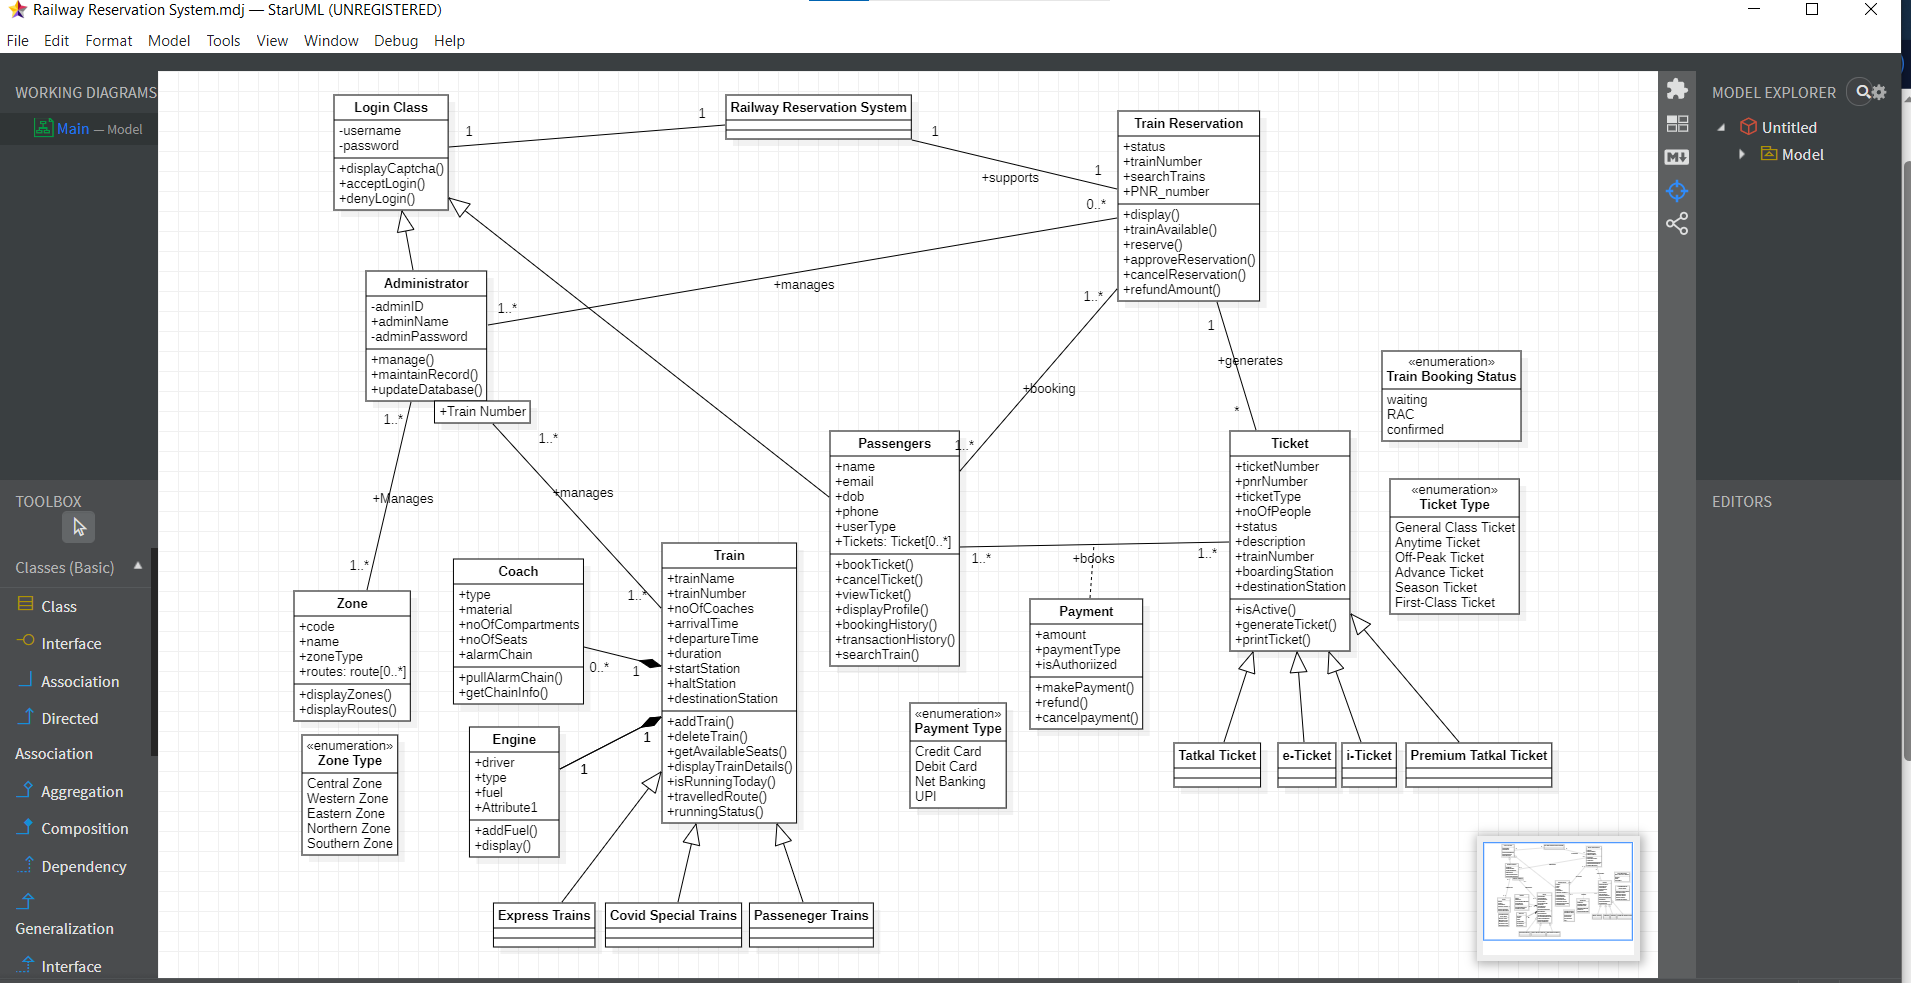 Railway Reservation System.mdj — StarUML (UNREGISTERED)
File Edit Format Model Tools View Window Debug Help
WORKING DIAGRAMS
Main — Model
TOOLBOX
Classes (Basic)
Class
Interface
Association
Directed
Association
Aggregation
Composition
Dependency
Generalization
Interface
Login Class
-username
-password
+displayCaptcha()
+acceptLogin()
+denyLogin()
1
1
Railway Reservation System
1
+supports
1
Train Reservation
+status
+trainNumber
+searchTrains
+PNR_number
+display()
+trainAvailable()
+reserve()
+approveReservation()
+cancelReservation()
+refundAmount()
0..*
+manages
1..*
Administrator
-adminID
+adminName
-adminPassword
+manage()
+maintainRecord()
+updateDatabase()
+Train Number
1..*
+Manages
1..*
1..*
+manages
1..*
1..*
+booking
1..*
1
+generates
*
Zone
+code
+name
+zoneType
+routes: route[0..*]
+displayZones()
+displayRoutes()
«enumeration»
Zone Type
Central Zone
Western Zone
Eastern Zone
Northern Zone
Southern Zone
Coach
+type
+material
+noOfCompartments
+noOfSeats
+alarmChain
+pullAlarmChain()
+getChainInfo()
0..*
1
Engine
+driver
+type
+fuel
+Attribute1
+addFuel()
+display()
1
1
Train
+trainName
+trainNumber
+noOfCoaches
+arrivalTime
+departureTime
+duration
+startStation
+haltStation
+destinationStation
+addTrain()
+deleteTrain()
+getAvailableSeats()
+displayTrainDetails()
+isRunningToday()
+travelledRoute()
+runningStatus()
Express Trains
Covid Special Trains
Passeneger Trains
Passengers
+name
+email
+dob
+phone
+userType
+Tickets: Ticket[0..*]
+bookTicket()
+cancelTicket()
+viewTicket()
+displayProfile()
+bookingHistory()
+transactionHistory()
+searchTrain()
1..*
+books
1..*
Payment
+amount
+paymentType
+isAuthoriized
+makePayment()
+refund()
+cancelpayment()
«enumeration»
Payment Type
Credit Card
Debit Card
Net Banking
UPI
Ticket
+ticketNumber
+pnrNumber
+ticketType
+noOfPeople
+status
+description
+trainNumber
+boardingStation
+destinationStation
+isActive()
+generateTicket()
+printTicket()
Tatkal Ticket
e-Ticket
i-Ticket
Premium Tatkal Ticket
«enumeration»
Train Booking Status
waiting
RAC
confirmed
«enumeration»
Ticket Type
General Class Ticket
Anytime Ticket
Off-Peak Ticket
Advance Ticket
Season Ticket
First-Class Ticket
MODEL EXPLORER
Untitled
Model
EDITORS